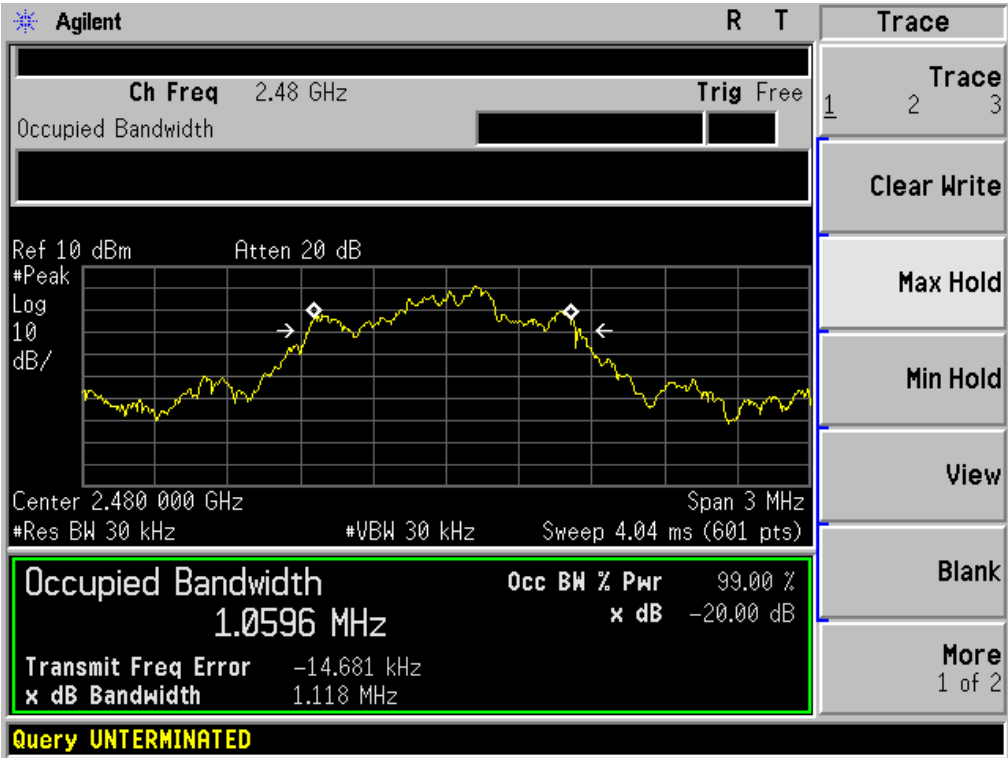 Agilent R T Trace
Ch Freq 2.48 GHz Trig Free
Occupied Bandwidth
Trace
1 2 3
Clear Write
Max Hold
Min Hold
View
Blank
More
1 of 2
Ref 10 dBm Atten 20 dB
#Peak
Log
10
dB/
Center 2.480 000 GHz Span 3 MHz
#Res BW 30 kHz #VBW 30 kHz Sweep 4.04 ms (601 pts)
Occupied Bandwidth Occ BW % Pwr 99.00 %
1.0596 MHz x dB -20.00 dB
Transmit Freq Error -14.681 kHz
x dB Bandwidth 1.118 MHz
Query UNTERMINATED